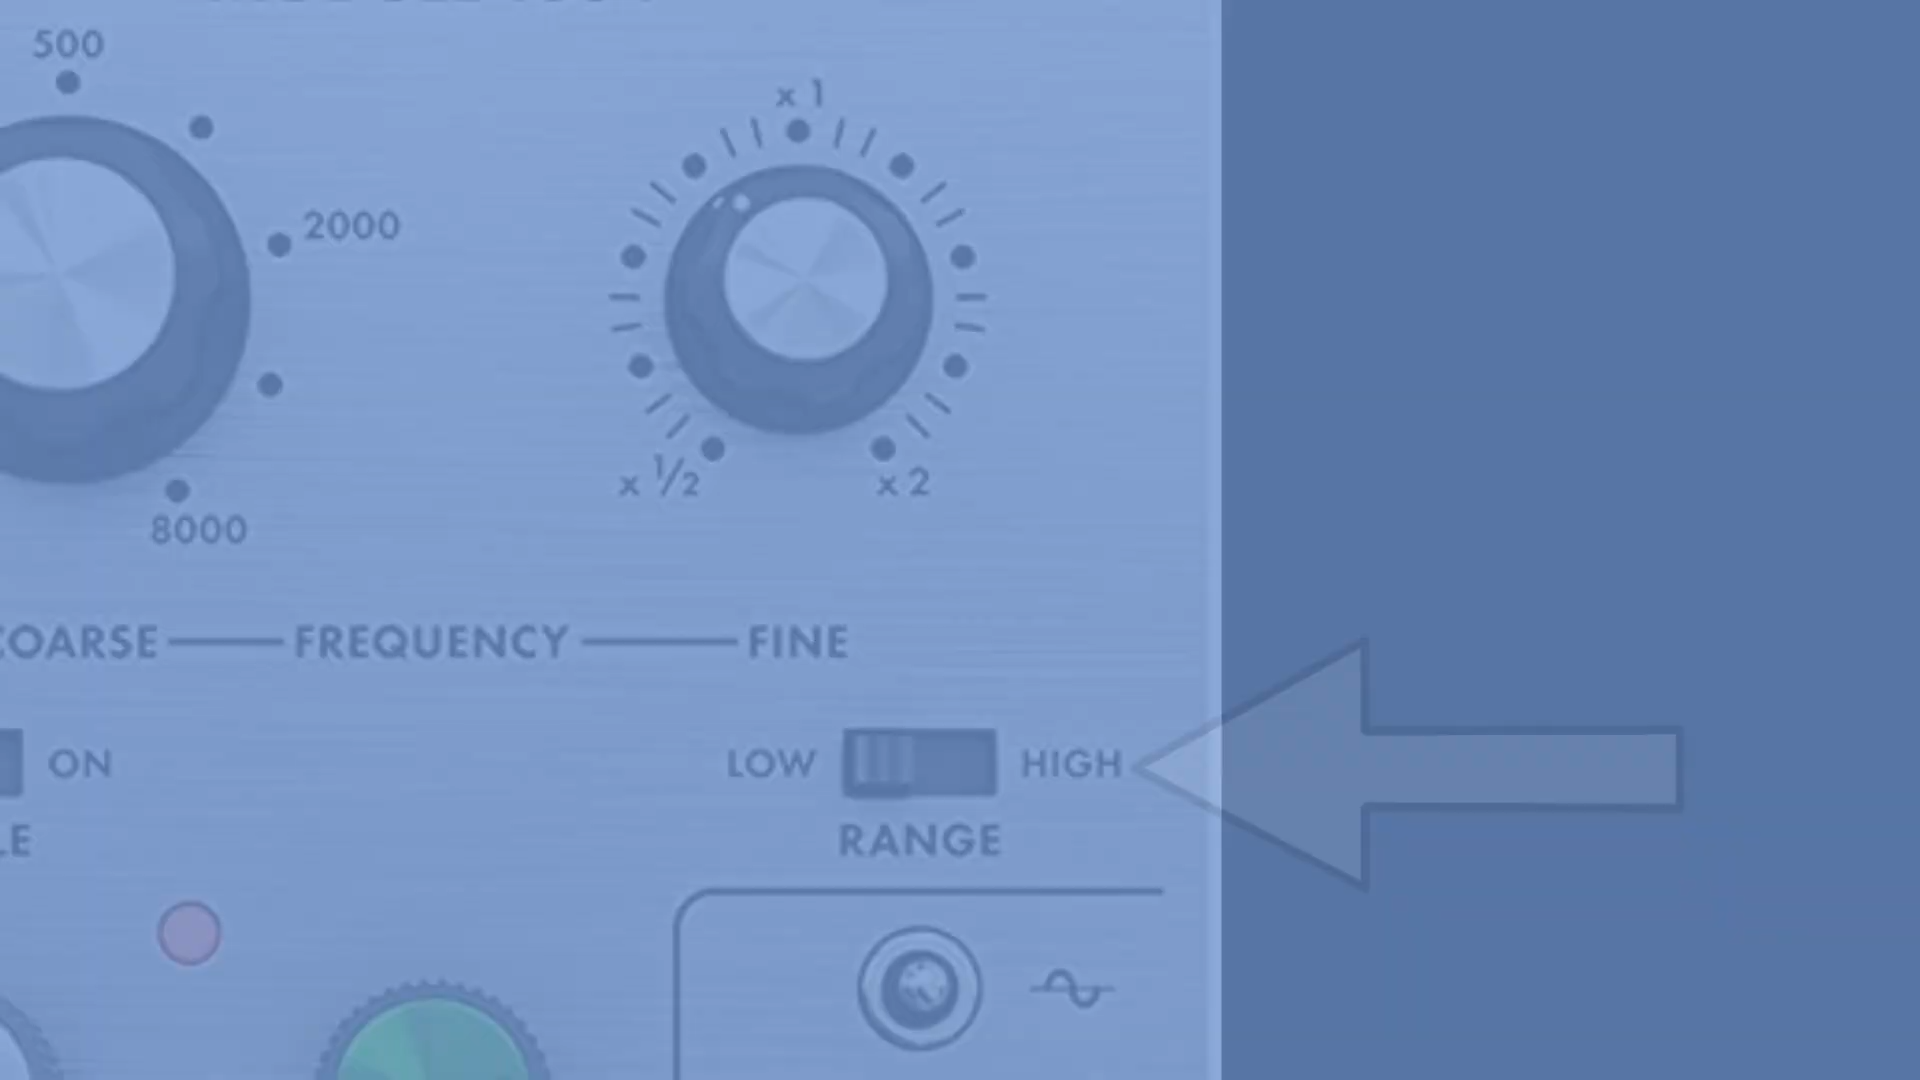 500
x 1
2000
x ½
x 2
8000
COARSE FREQUENCY FINE
ON
LOW
HIGH
RANGE